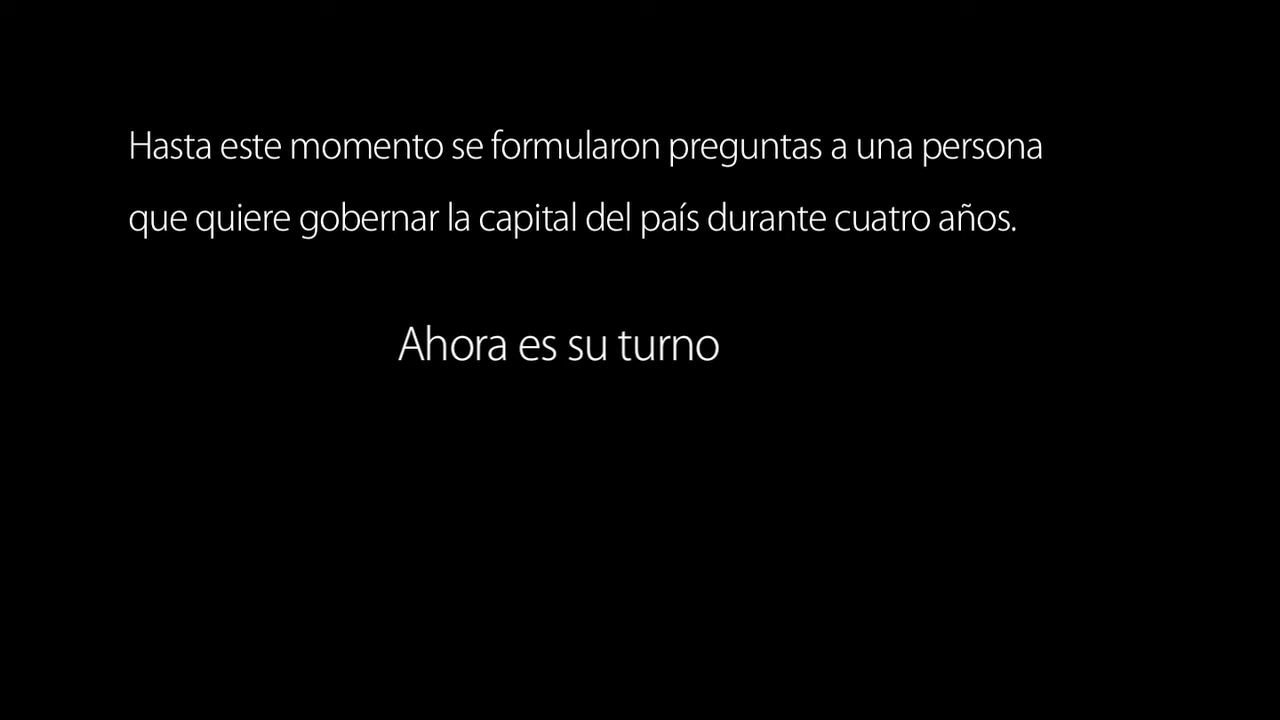 Hasta este momento se formularon preguntas a una persona
que quiere gobernar la capital del país durante cuatro años.
Ahora es su turno